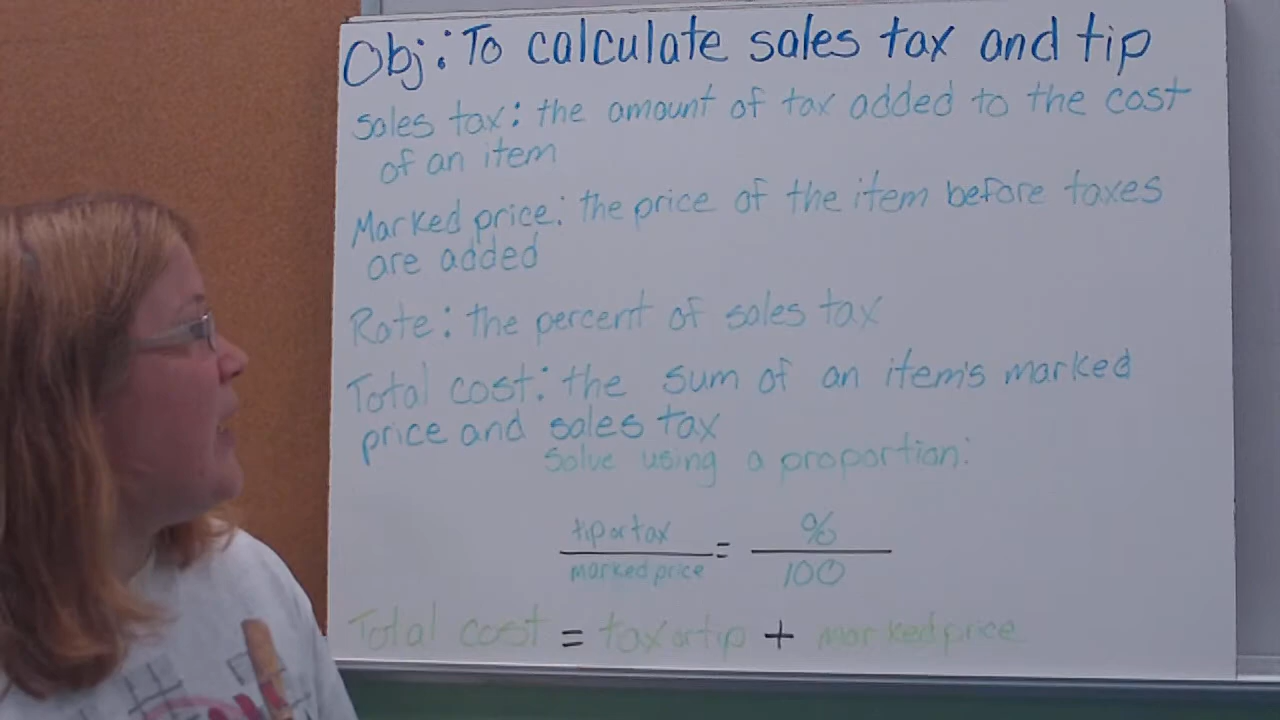 Obj: To calculate sales tax and tip
Sales tax: the amount of tax added to the cost
of an item
Marked price: the price of the item before taxes
are added
Rate: the percent of sales tax
Total cost: the sum of an item's marked
price and sales tax
Solve using a proportion:
tip or tax = %
marked price 100
Total cost = tax or tip + marked price